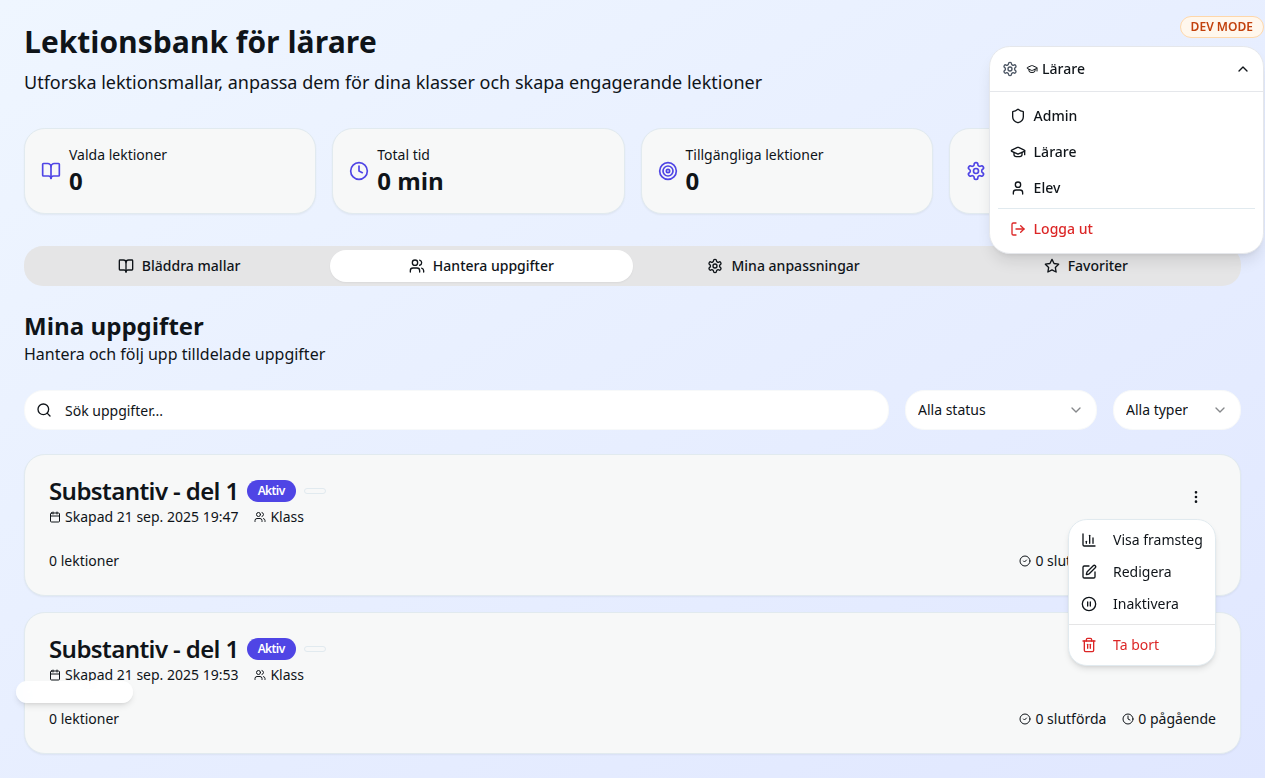 Lektionsbank för lärare
Utforska lektionsmallar, anpassa dem för dina klasser och skapa engagerande lektioner
DEV MODE
Lärare
Admin
Lärare
Elev
Logga ut
Valda lektioner
0
Total tid
0 min
Tillgängliga lektioner
0
Bläddra mallar
Hantera uppgifter
Mina anpassningar
Favoriter
Mina uppgifter
Hantera och följ upp tilldelade uppgifter
Sök uppgifter...
Alla status
Alla typer
Substantiv - del 1
Aktiv
Skapad 21 sep. 2025 19:47
Klass
0 lektioner
0
Visa framsteg
Redigera
Inaktivera
Ta bort
Substantiv - del 1
Aktiv
Skapad 21 sep. 2025 19:53
Klass
0 lektioner
0 slutförda
0 pågående